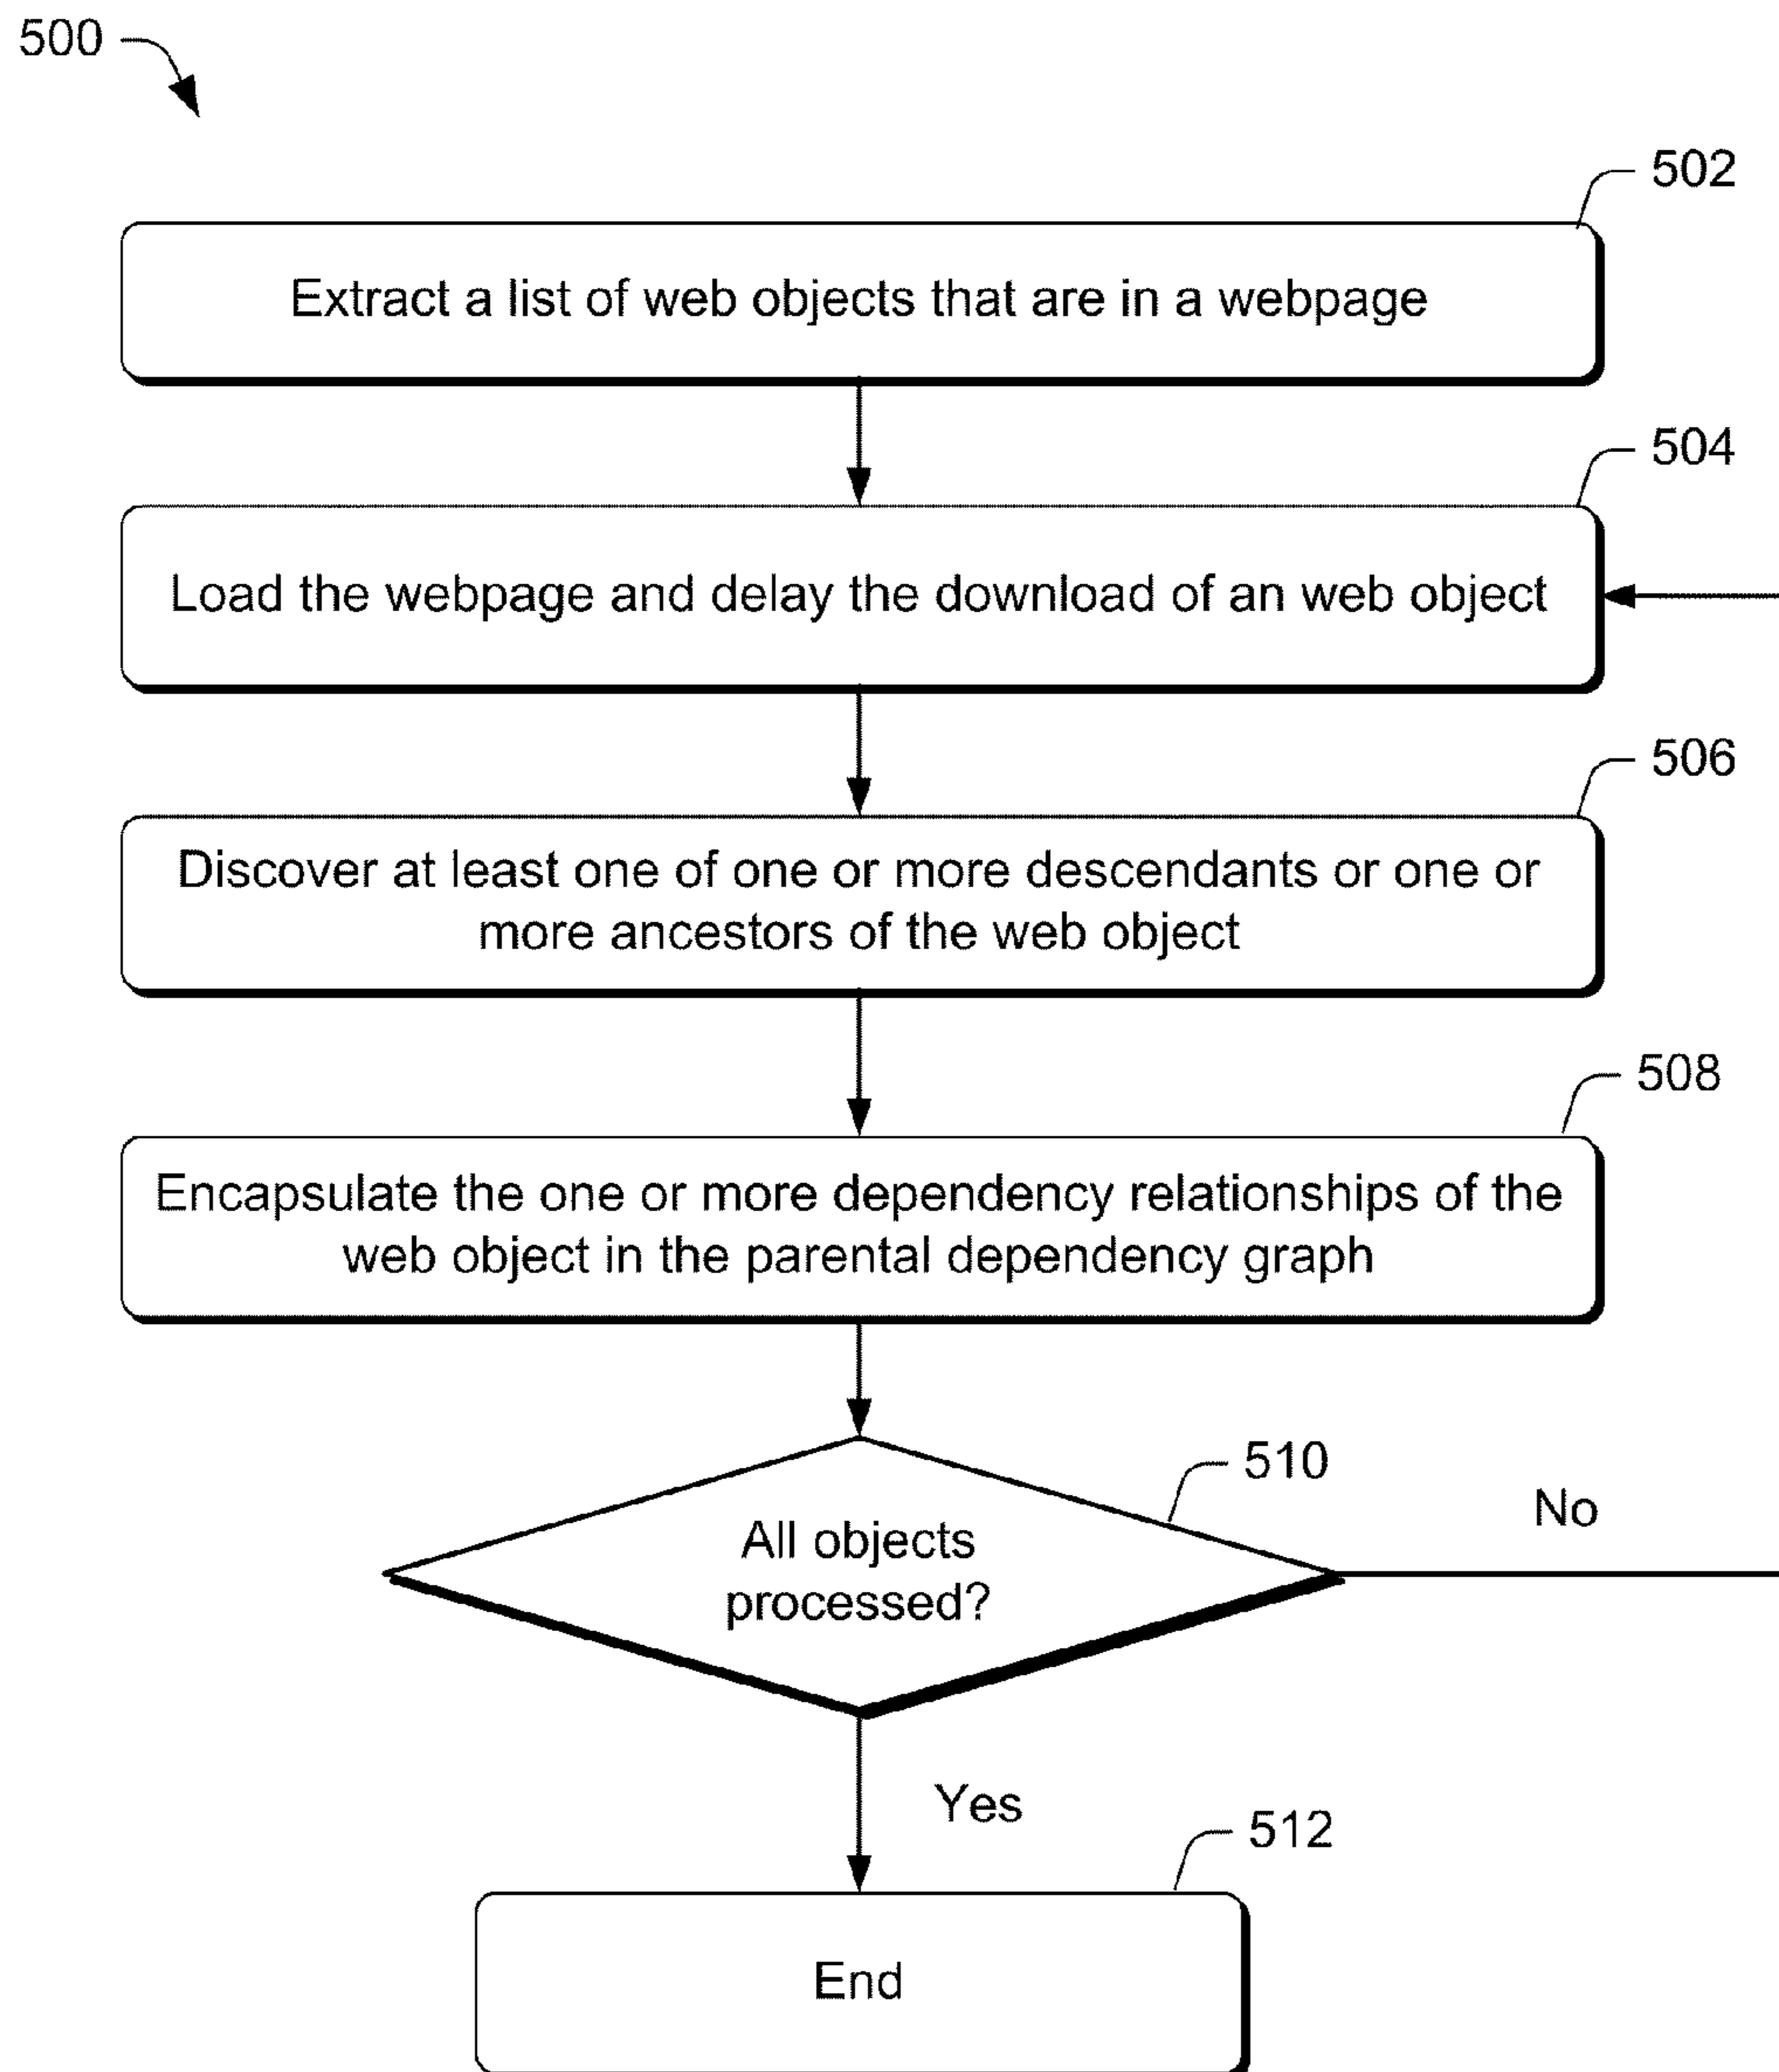 500
502
Extract a list of web objects that are in a webpage
504
Load the webpage and delay the download of an web object
506
Discover at least one of one or more descendants or one or
more ancestors of the web object
508
Encapsulate the one or more dependency relationships of the
web object in the parental dependency graph
510
No
All objects
processed?
Yes
512
End